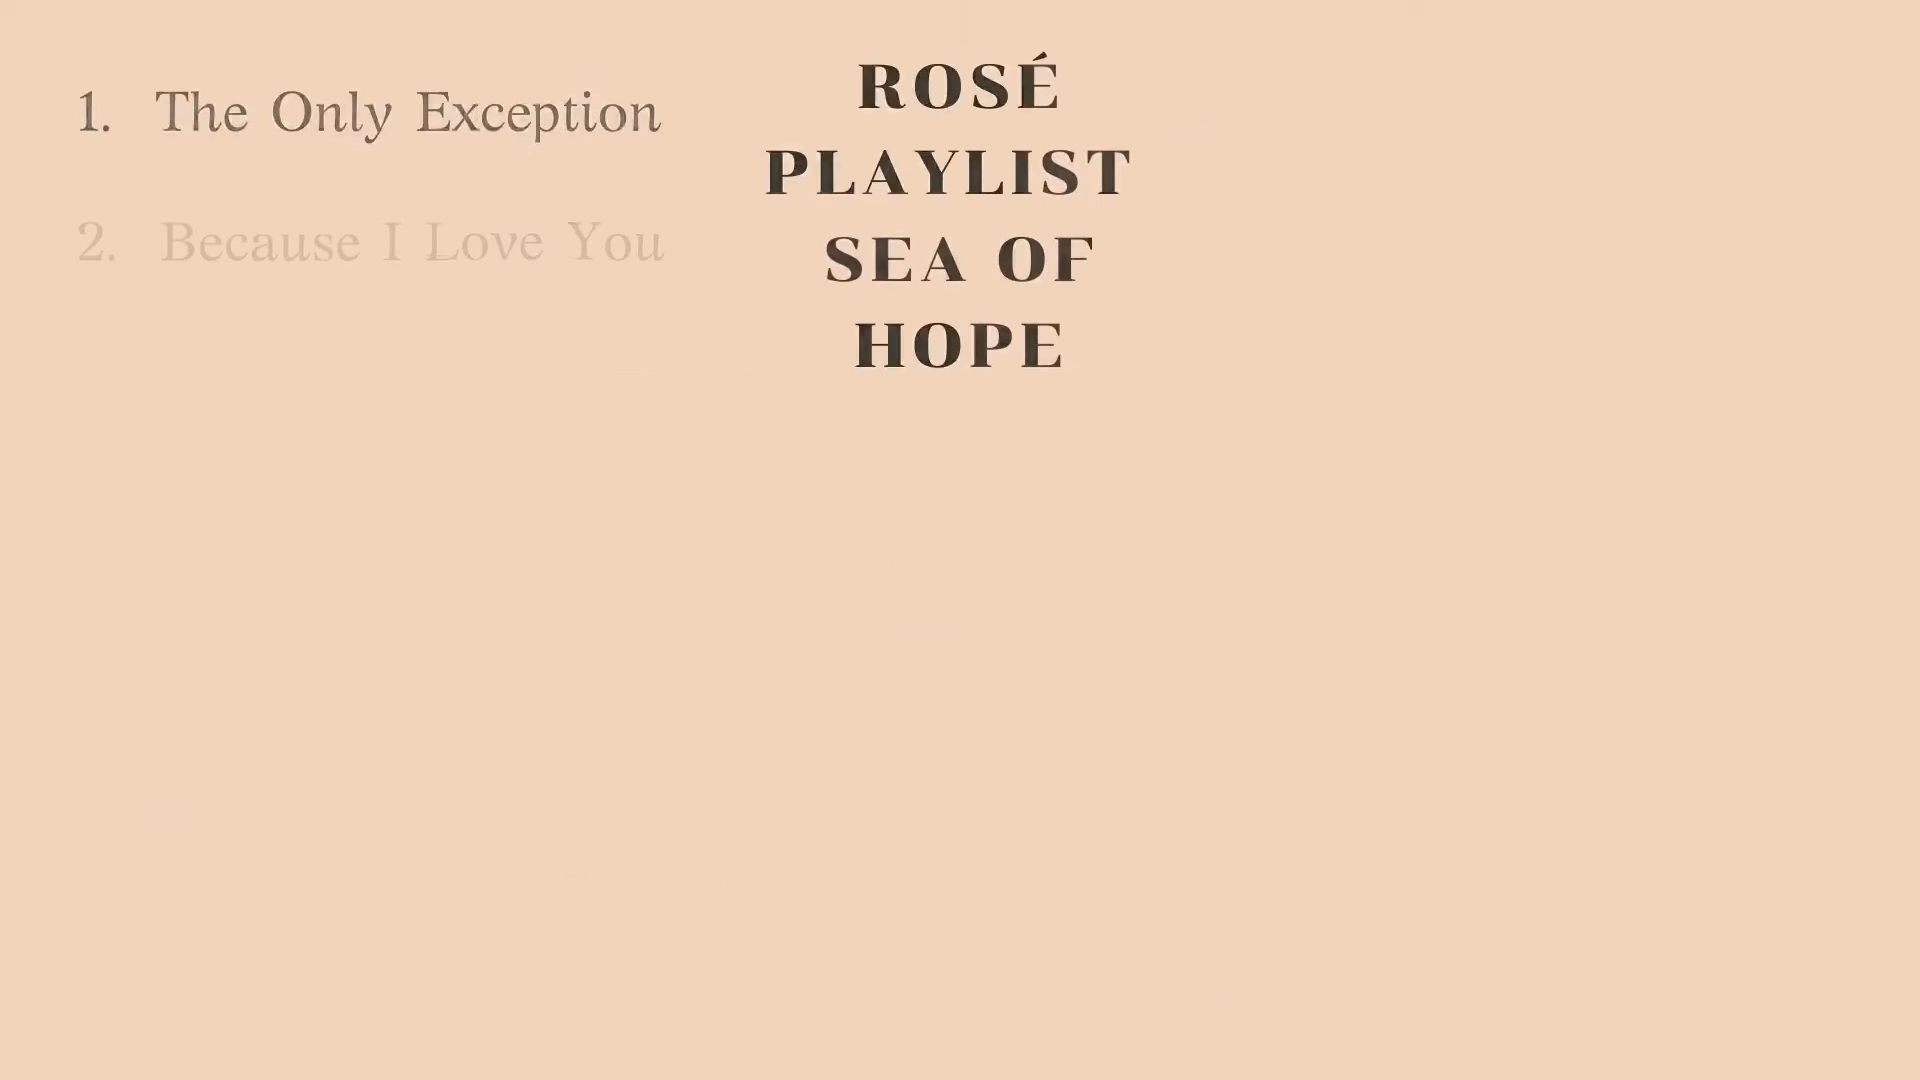 ROSÉ
PLAYLIST
SEA OF
HOPE
1. The Only Exception
2. Because I Love You